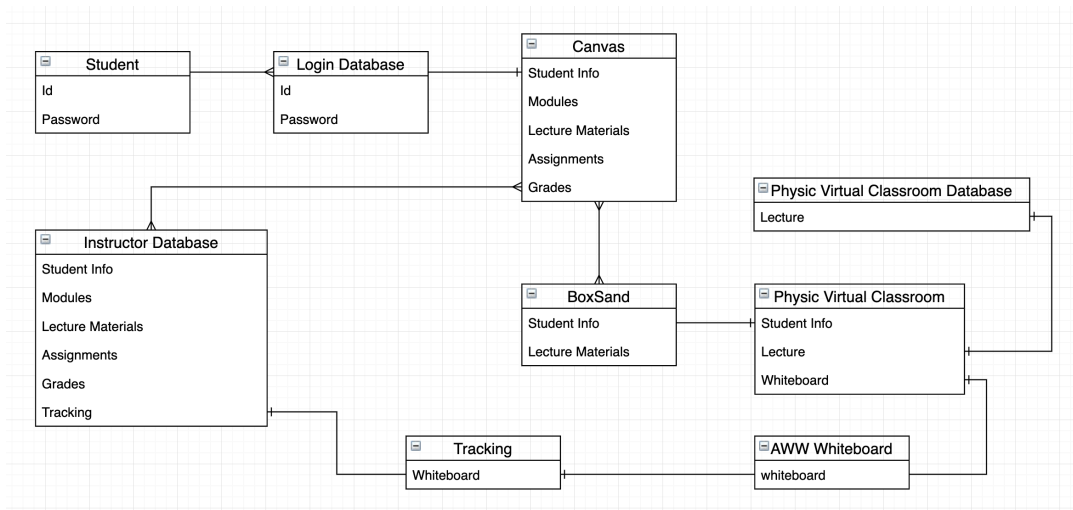 Student
Id
Password
Login Database
Id
Password
Canvas
Student Info
Modules
Lecture Materials
Assignments
Grades
Physic Virtual Classroom Database
Lecture
Instructor Database
Student Info
Modules
Lecture Materials
Assignments
Grades
Tracking
BoxSand
Student Info
Lecture Materials
Physic Virtual Classroom
Student Info
Lecture
Whiteboard
Tracking
Whiteboard
AWW Whiteboard
whiteboard